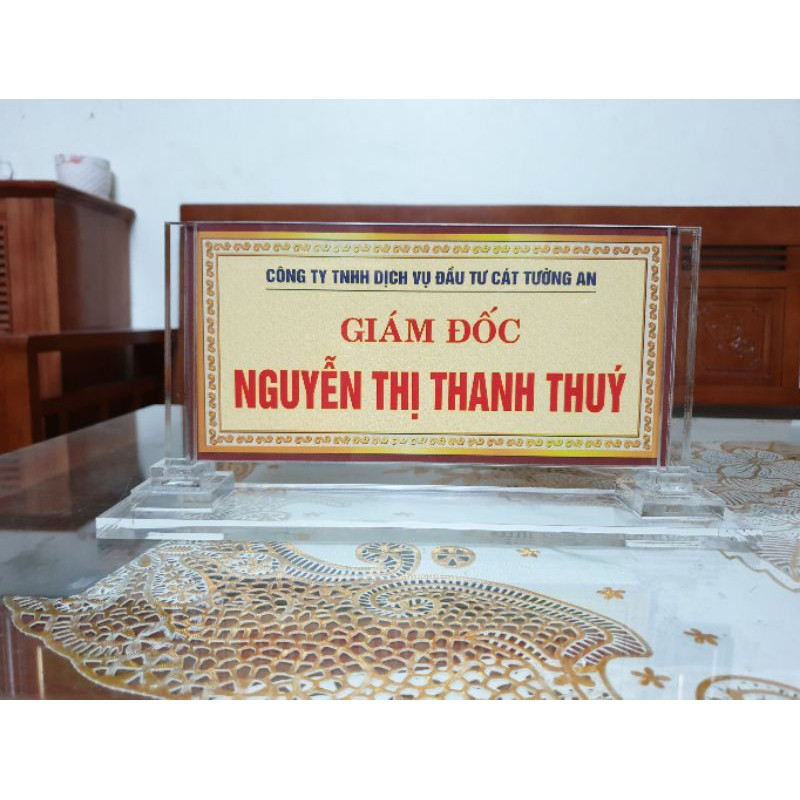 CÔNG TY TNHH DỊCH VỤ ĐẦU TƯ CÁT TƯỜNG AN
GIÁM ĐỐC
NGUYỄN THỊ THANH THUÝ